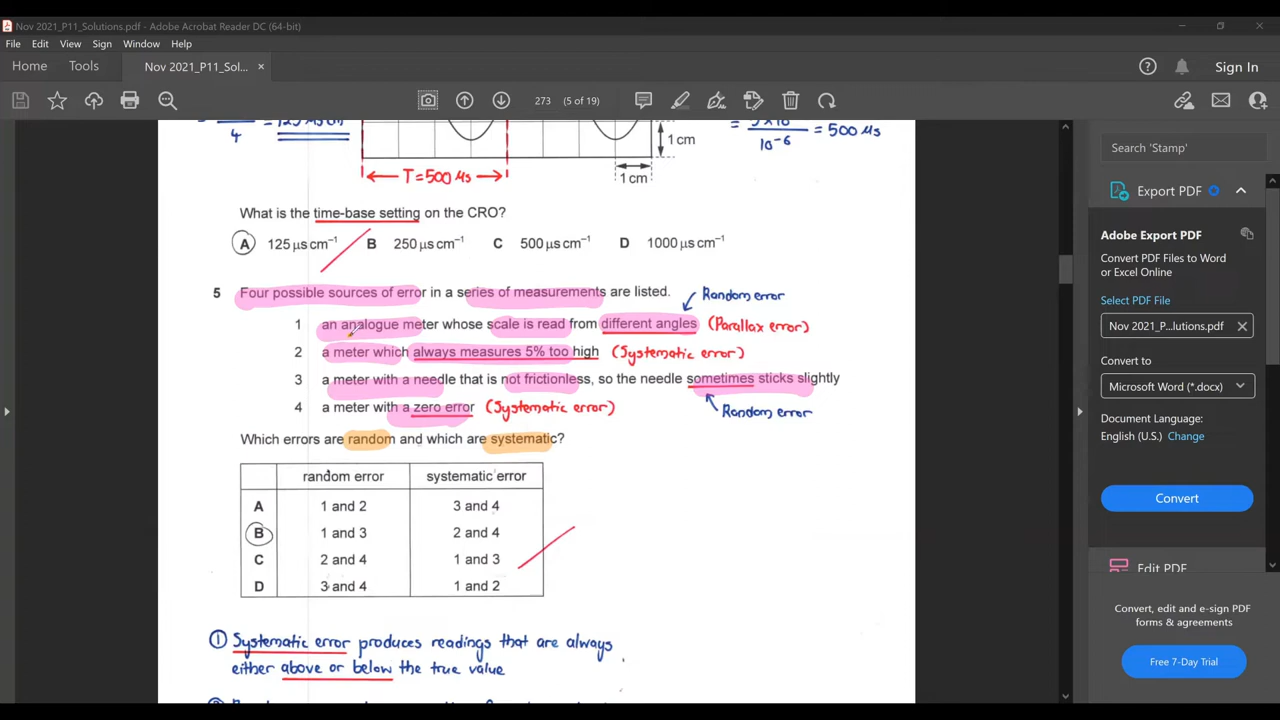 Nov 2021_P11_Solutions.pdf - Adobe Acrobat Reader DC (64-bit)
File Edit View Sign Window Help
Home Tools Nov 2021_P11_Sol... × Sign In
273 (5 of 19)
4
= 500 μs
10⁻⁶
1 cm
T = 500 μs
1 cm
What is the time-base setting on the CRO?
A 125 μs cm⁻¹ B 250 μs cm⁻¹ C 500 μs cm⁻¹ D 1000 μs cm⁻¹
5 Four possible sources of error in a series of measurements are listed.
Random error
1 an analogue meter whose scale is read from different angles (Parallax error)
2 a meter which always measures 5% too high (Systematic error)
3 a meter with a needle that is not frictionless, so the needle sometimes sticks slightly
4 a meter with a zero error (Systematic error)
Random error
Which errors are random and which are systematic?
random error systematic error
A 1 and 2 3 and 4
B 1 and 3 2 and 4
C 2 and 4 1 and 3
D 3 and 4 1 and 2
① Systematic error produces readings that are always
either above or below the true value
Search 'Stamp'
Export PDF
Adobe Export PDF
Convert PDF Files to Word
or Excel Online
Select PDF File
Nov 2021_P...lutions.pdf
Convert to
Microsoft Word (*.docx)
Document Language:
English (U.S.) Change
Convert
Edit PDF
Convert, edit and e-sign PDF
forms & agreements
Free 7-Day Trial